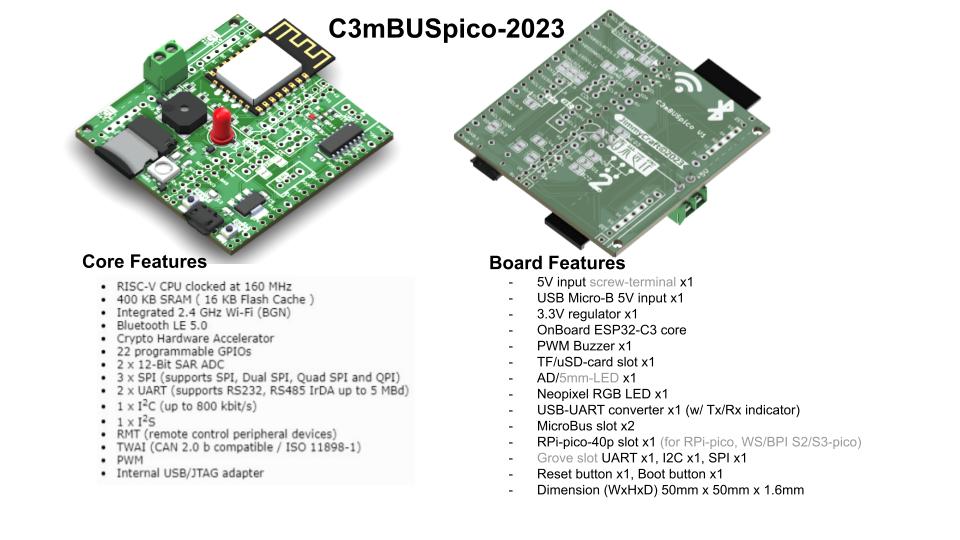 C3mBUSpico-2023
C3mBUSpico V1
2
Core Features
• RISC-V CPU clocked at 160 MHz
• 400 KB SRAM ( 16 KB Flash Cache )
• Integrated 2.4 GHz Wi-Fi (BGN)
• Bluetooth LE 5.0
• Crypto Hardware Accelerator
• 22 programmable GPIOs
• 2 x 12-Bit SAR ADC
• 3 x SPI (supports SPI, Dual SPI, Quad SPI and QPI)
• 2 x UART (supports RS232, RS485 IrDA up to 5 MBd)
• 1 x I²C (up to 800 kbit/s)
• 1 x I²S
• RMT (remote control peripheral devices)
• TWAI (CAN 2.0 b compatible / ISO 11898-1)
• PWM
• Internal USB/JTAG adapter
Board Features
- 5V input screw-terminal x1
- USB Micro-B 5V input x1
- 3.3V regulator x1
- OnBoard ESP32-C3 core
- PWM Buzzer x1
- TF/uSD-card slot x1
- AD/5mm-LED x1
- Neopixel RGB LED x1
- USB-UART converter x1 (w/ Tx/Rx indicator)
- MicroBus slot x2
- RPi-pico-40p slot x1 (for RPi-pico, WS/BPI S2/S3-pico)
- Grove slot UART x1, I2C x1, SPI x1
- Reset button x1, Boot button x1
- Dimension (WxHxD) 50mm x 50mm x 1.6mm